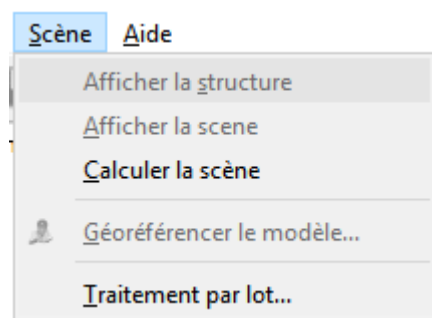 Scène Aide
Afficher la structure
Afficher la scene
Calculer la scène
Géoréférencer le modèle...
Traitement par lot...